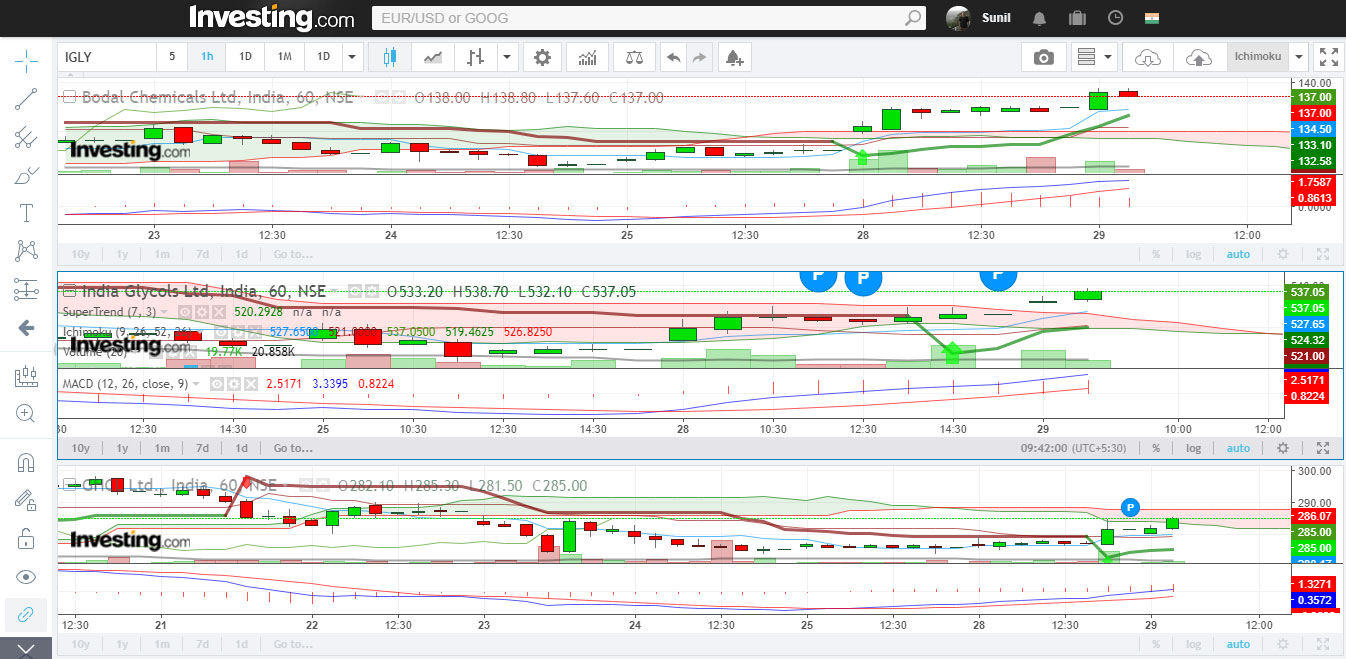 Investing.com EUR/USD or GOOG Sunil
IGLY 5 1h 1D 1M 1D Ichimoku
Bodal Chemicals Ltd, India, 60, NSE O138.00 H138.80 L137.60 C137.00
140.00
137.00
137.00
134.50
133.10
132.58
Investing.com
1.7587
0.8613
0.0000
23 12:30 24 12:30 25 12:30 28 12:30 29 12:00
10y 1y 1m 7d 1d Go to... % log auto
India Glycols Ltd, India, 60, NSE O533.20 H538.70 L532.10 C537.05
P P P
SuperTrend (7, 3) 520.2928 n/a n/a
Ichimoku (9, 26, 52, 26) 527.6500 521.0000 537.0500 519.4625 526.8250
Volume (20) 19.77K 20.858K
Investing.com
537.05
537.05
527.65
524.32
521.00
MACD (12, 26, close, 9) 2.5171 3.3395 0.8224
2.5171
0.8224
12:30 14:30 25 10:30 12:30 14:30 28 10:30 12:30 14:30 29 10:00 12:00
10y 1y 1m 7d 1d Go to... 09:42:00 (UTC+5:30) % log auto
Ltd., India, 60, NSE O282.10 H285.30 L281.50 C285.00
300.00
290.00
P
286.07
285.00
285.00
Investing.com
1.3271
0.3572
12:30 21 22 12:30 23 12:30 24 12:30 25 12:30 28 12:30 29 12:00
10y 1y 1m 7d 1d Go to... % log auto